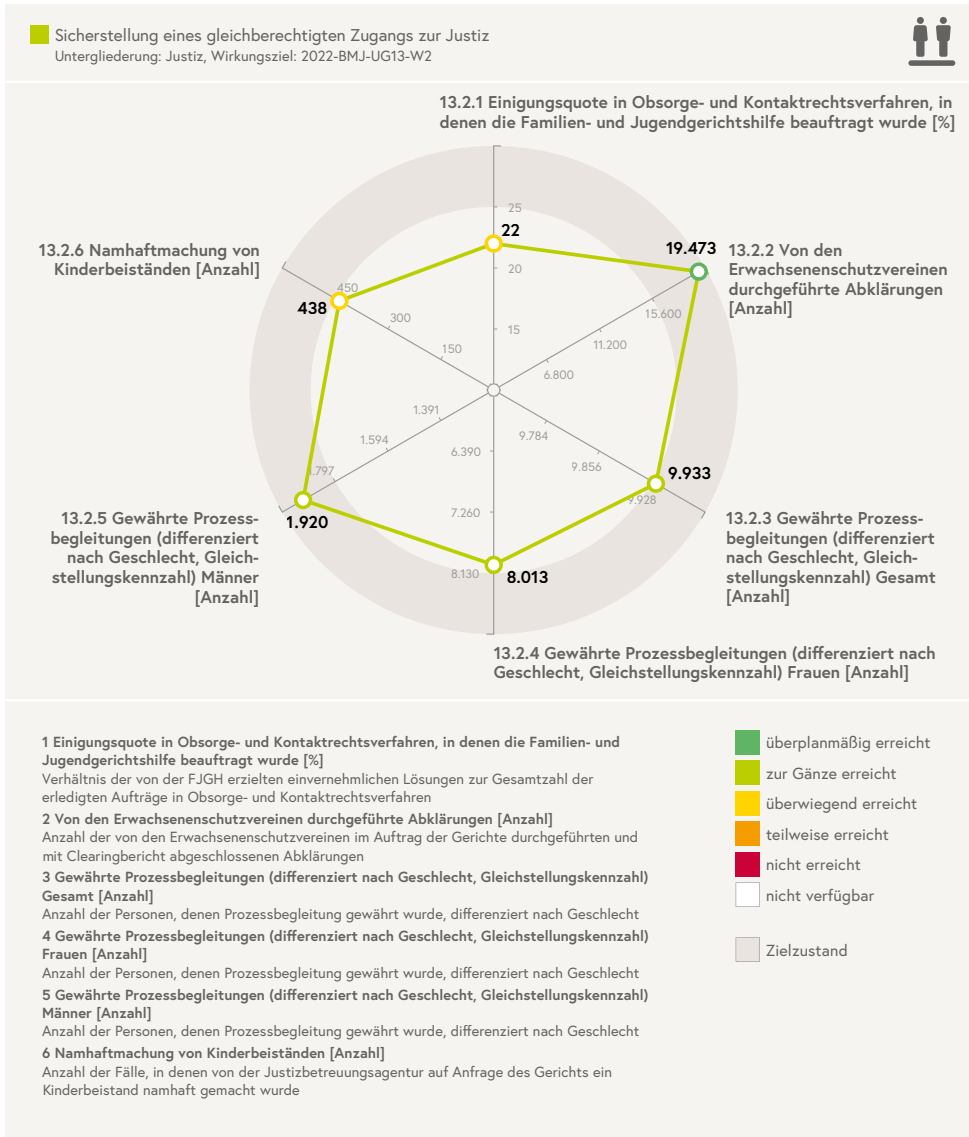 Sicherstellung eines gleichberechtigten Zugangs zur Justiz
Untergliederung: Justiz, Wirkungsziel: 2022-BMJ-UG13-W2
13.2.1 Einigungsquote in Obsorge- und Kontaktrechtsverfahren, in
denen die Familien- und Jugendgerichtshilfe beauftragt wurde [%]
25
22
20
15
13.2.6 Namhaftmachung von
Kinderbeiständen [Anzahl]
438
450
300
150
19.473
13.2.2 Von den
Erwachsenenschutzvereinen
durchgeführte Abklärungen
[Anzahl]
15.600
11.200
6.800
1.391
1.594
1.797
1.920
13.2.5 Gewährte Prozess-
begleitungen (differenziert
nach Geschlecht, Gleich-
stellungskennzahl) Männer
[Anzahl]
6.390
7.260
8.130
8.013
9.784
9.856
9.928
9.933
13.2.3 Gewährte Prozess-
begleitungen (differenziert
nach Geschlecht, Gleich-
stellungskennzahl) Gesamt
[Anzahl]
13.2.4 Gewährte Prozessbegleitungen (differenziert nach
Geschlecht, Gleichstellungskennzahl) Frauen [Anzahl]
1 Einigungsquote in Obsorge- und Kontaktrechtsverfahren, in denen die Familien- und
Jugendgerichtshilfe beauftragt wurde [%]
Verhältnis der von der FJGH erzielten einvernehmlichen Lösungen zur Gesamtzahl der
erledigten Aufträge in Obsorge- und Kontaktrechtsverfahren
2 Von den Erwachsenenschutzvereinen durchgeführte Abklärungen [Anzahl]
Anzahl der von den Erwachsenenschutzvereinen im Auftrag der Gerichte durchgeführten und
mit Clearingbericht abgeschlossenen Abklärungen
3 Gewährte Prozessbegleitungen (differenziert nach Geschlecht, Gleichstellungskennzahl)
Gesamt [Anzahl]
Anzahl der Personen, denen Prozessbegleitung gewährt wurde, differenziert nach Geschlecht
4 Gewährte Prozessbegleitungen (differenziert nach Geschlecht, Gleichstellungskennzahl)
Frauen [Anzahl]
Anzahl der Personen, denen Prozessbegleitung gewährt wurde, differenziert nach Geschlecht
5 Gewährte Prozessbegleitungen (differenziert nach Geschlecht, Gleichstellungskennzahl)
Männer [Anzahl]
Anzahl der Personen, denen Prozessbegleitung gewährt wurde, differenziert nach Geschlecht
6 Namhaftmachung von Kinderbeiständen [Anzahl]
Anzahl der Fälle, in denen von der Justizbetreuungsagentur auf Anfrage des Gerichts ein
Kinderbeistand namhaft gemacht wurde
überplanmäßig erreicht
zur Gänze erreicht
überwiegend erreicht
teilweise erreicht
nicht erreicht
nicht verfügbar
Zielzustand